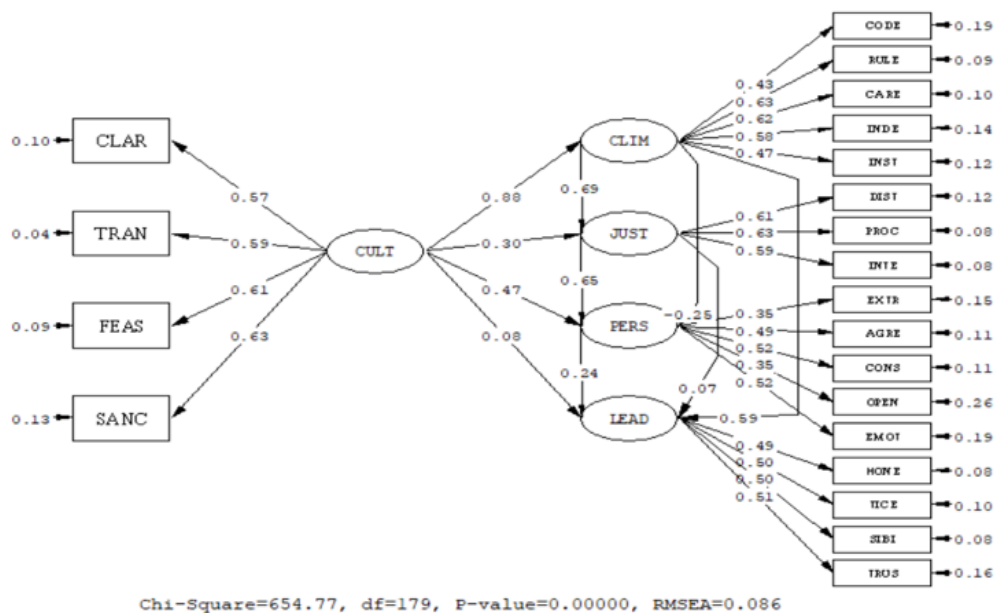 CODE 0.19
RULE 0.09
0.43
0.63
CARE 0.10
0.62
0.10 CLAR CLIM 0.58 INDE 0.14
0.47
INST 0.12
0.57 0.88 0.69
DIST 0.12
0.61
0.04 TRAN 0.59 0.30 JUST 0.63 PROC 0.08
CULT 0.59
INTE 0.08
0.61 0.47 0.65
EXTR 0.15
0.35
0.09 FEAS 0.08 PERS -0.25 0.49 AGRE 0.11
0.63 0.52
0.35 CONS 0.11
0.24 0.52
0.07 OPEN 0.26
0.13 SANC LEAD 0.59
EMOT 0.19
0.49
0.50 HONE 0.08
0.50
0.51 0.10
0.08
TRUS 0.16
Chi-Square=654.77, df=179, P-value=0.00000, RMSEA=0.086